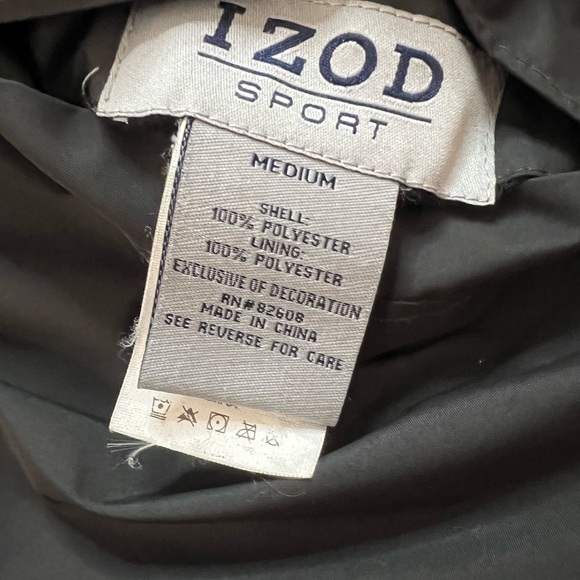 IZOD
SPORT
MEDIUM
SHELL:
100% POLYESTER
LINING:
100% POLYESTER
EXCLUSIVE OF DECORATION
RN#82608
MADE IN CHINA
SEE REVERSE FOR CARE